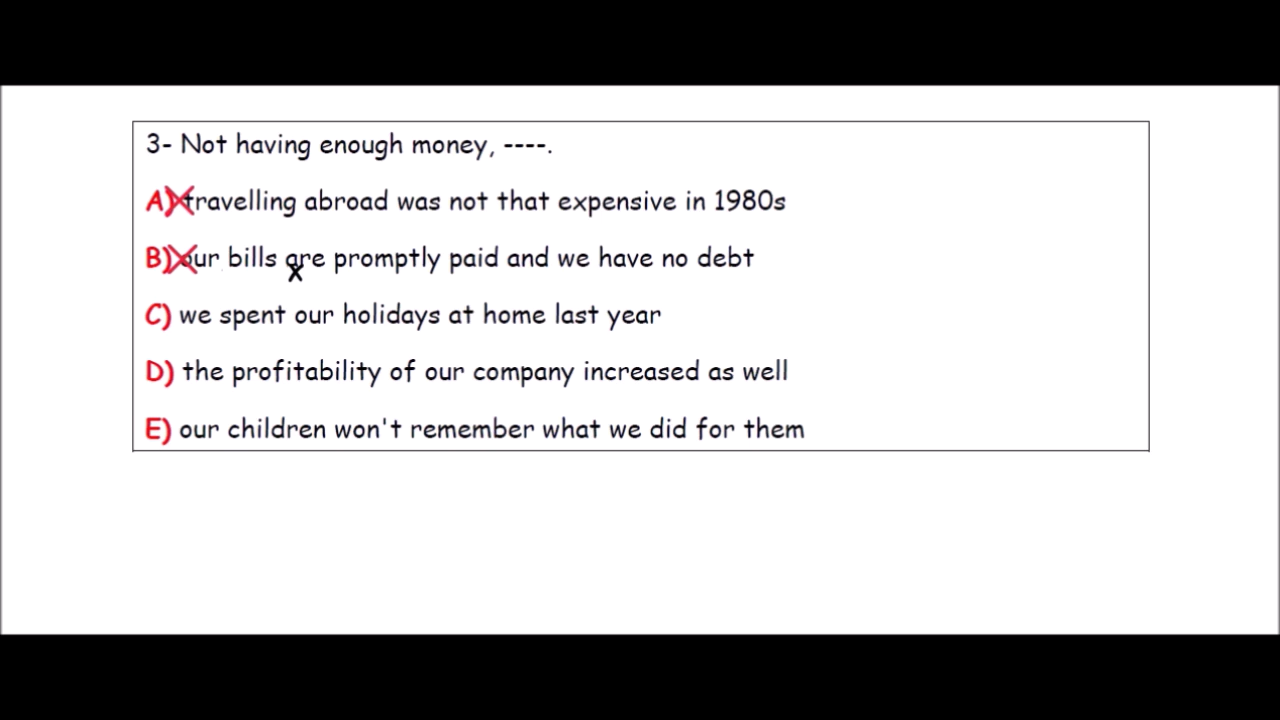 3- Not having enough money, ----.
A) travelling abroad was not that expensive in 1980s
B) our bills are promptly paid and we have no debt
x
C) we spent our holidays at home last year
D) the profitability of our company increased as well
E) our children won't remember what we did for them